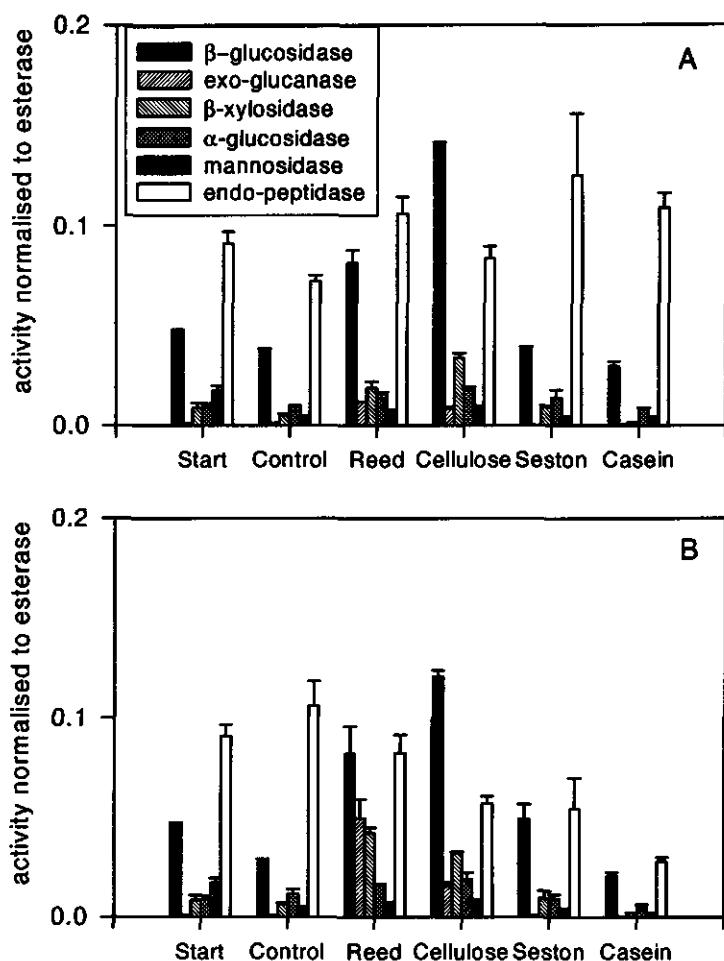 0.2
A
β-glucosidase
exo-glucanase
β-xylosidase
α-glucosidase
mannosidase
endo-peptidase
0.1
0.0
activity normalised to esterase
Start Control Reed Cellulose Seston Casein
0.2
B
0.1
0.0
activity normalised to esterase
Start Control Reed Cellulose Seston Casein